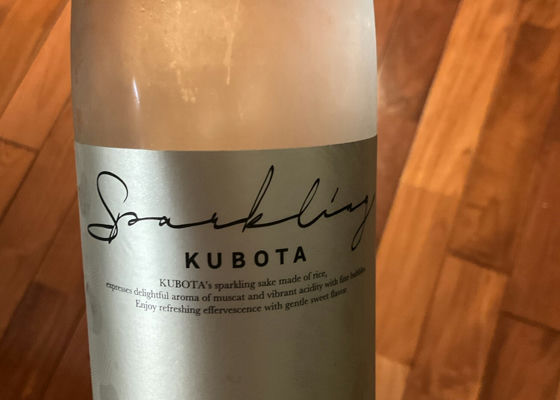 Sparkling
KUBOTA
KUBOTA's sparkling sake made of rice,
expresses delightful aroma of muscat and vibrant acidity with fine bubbles.
Enjoy refreshing effervescence with gentle sweet flavor.